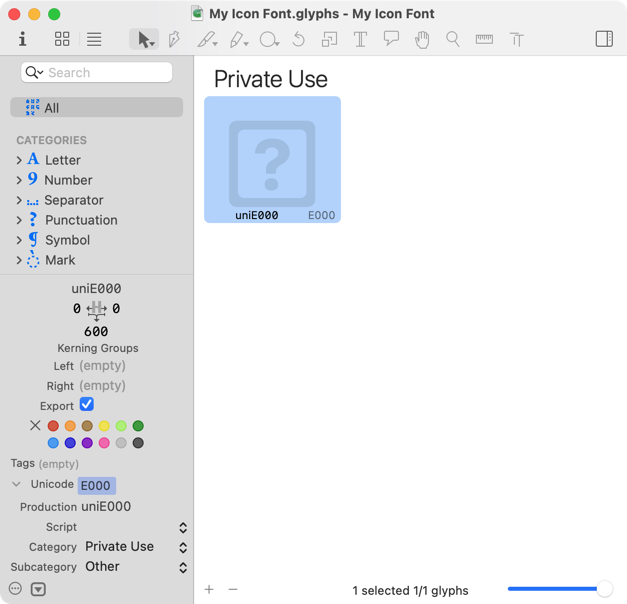 My Icon Font.glyphs - My Icon Font
Search
All
CATEGORIES
Letter
Number
Separator
Punctuation
Symbol
Mark
uniE000
0 0
600
Kerning Groups
Left (empty)
Right (empty)
Export
Tags (empty)
Unicode E000
Production uniE000
Script
Category Private Use
Subcategory Other
Private Use
?
uniE000 E000
1 selected 1/1 glyphs